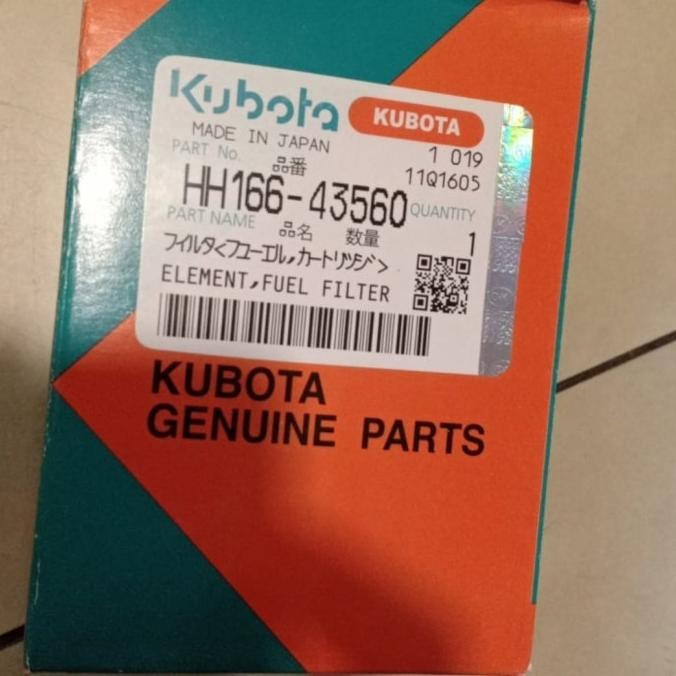 Kubota
KUBOTA
MADE IN JAPAN
1 019
PART No.
品番
11Q1605
HH166-43560
QUANTITY
PART NAME
品名
数量
1
フィルタ<フユーエル,カートリツジ>
ELEMENT,FUEL FILTER
KUBOTA
GENUINE PARTS